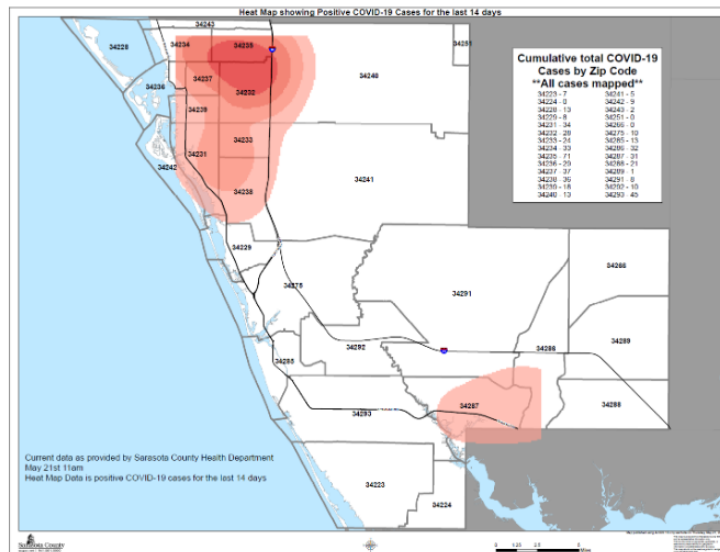 Heat Map showing Positive COVID-19 Cases for the last 14 days
Cumulative total COVID-19
Cases by Zip Code
**All cases mapped**
34223 - 7 34241 - 5
34224 - 0 34242 - 9
34228 - 13 34243 - 2
34229 - 8 34251 - 0
34231 - 34 34266 - 0
34232 - 28 34275 - 10
34233 - 24 34285 - 13
34234 - 33 34286 - 32
34235 - 71 34287 - 31
34236 - 29 34288 - 21
34237 - 37 34289 - 1
34238 - 36 34291 - 8
34239 - 18 34292 - 10
34240 - 13 34293 - 45
34243
34228
34234
34235
34251
34236
34237
34240
34232
34239
34233
34231
34242
34238
34241
34229
34275
34291
34266
34292
34286
34289
34285
34287
34293
34288
34223
34224
Current data as provided by Sarasota County Health Department
May 21st 11am
Heat Map Data is positive COVID-19 cases for the last 14 days
Sarasota County
Miles